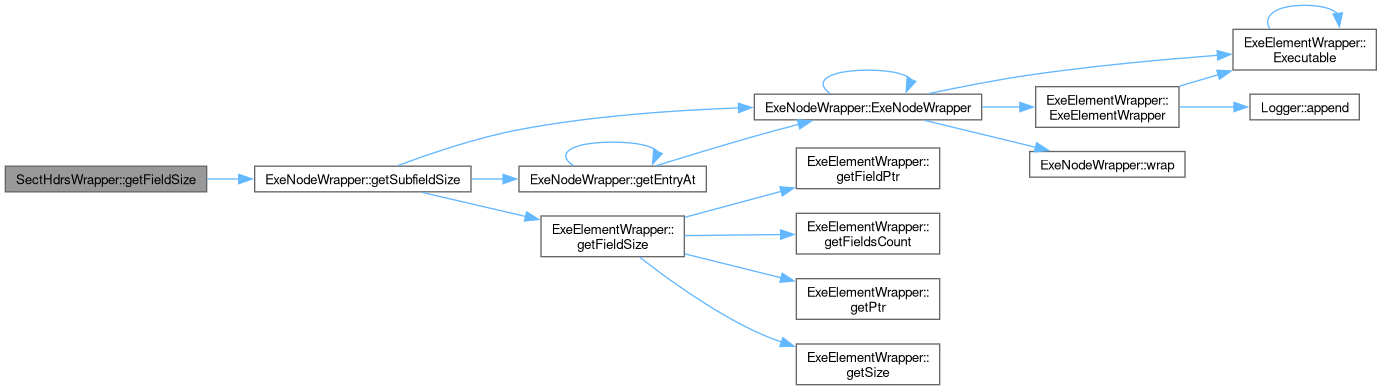 SectHdrsWrapper::getFieldSize
ExeNodeWrapper::getSubfieldSize
ExeNodeWrapper::ExeNodeWrapper
ExeNodeWrapper::getEntryAt
ExeElementWrapper::
getFieldSize
ExeElementWrapper::
getFieldPtr
ExeElementWrapper::
getFieldsCount
ExeElementWrapper::
getPtr
ExeElementWrapper::
getSize
ExeElementWrapper::
Executable
ExeElementWrapper::
ExeElementWrapper
Logger::append
ExeNodeWrapper::wrap